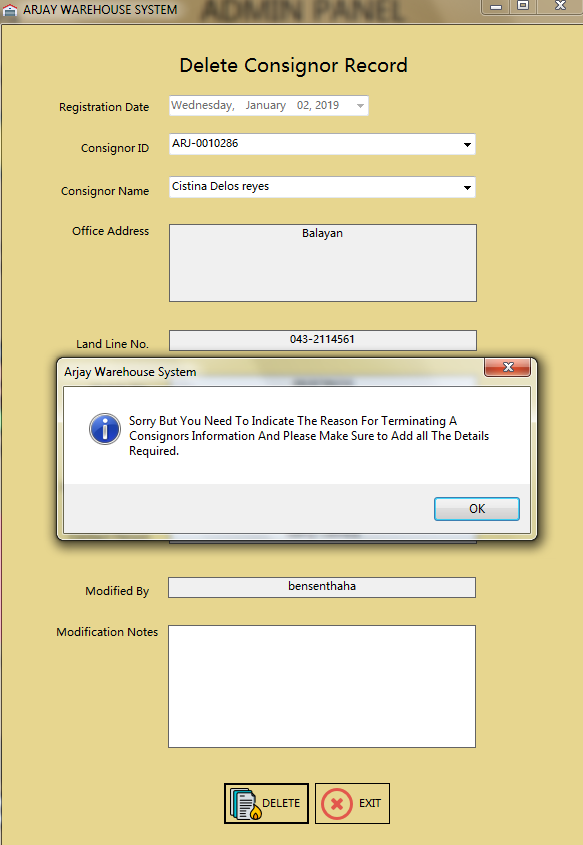 ARJAY WAREHOUSE SYSTEM
ADMIN PANEL
Delete Consignor Record
Registration Date
Wednesday, January 02, 2019
Consignor ID
ARJ-0010286
Consignor Name
Cistina Delos reyes
Office Address
Balayan
Land Line No.
043-2114561
Arjay Warehouse System
Sorry But You Need To Indicate The Reason For Terminating A
Consignors Information And Please Make Sure to Add all The Details
Required.
OK
Modified By
bensenthaha
Modification Notes
DELETE
EXIT